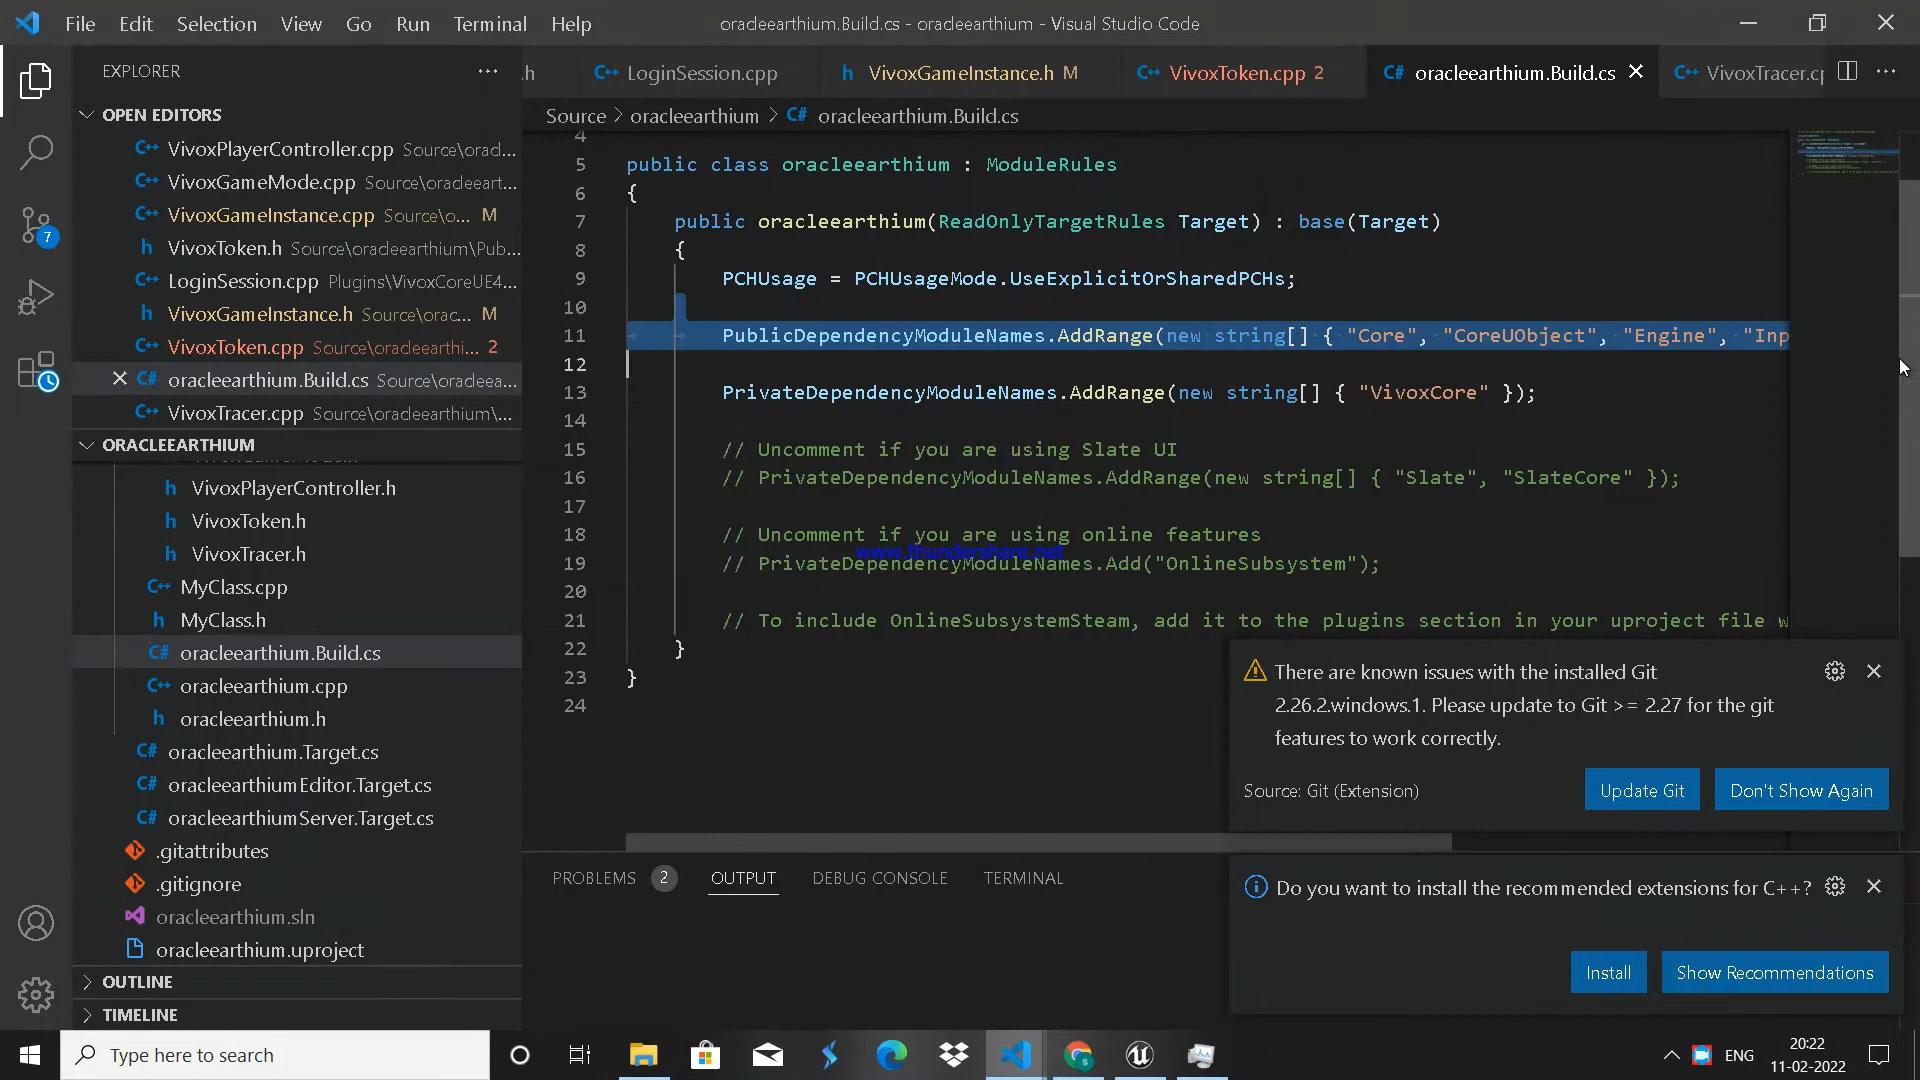 File Edit Selection View Go Run Terminal Help
oracleearthium.Build.cs - oracleearthium - Visual Studio Code
EXPLORER
OPEN EDITORS
VivoxPlayerController.cpp Source\orad...
VivoxGameMode.cpp Source\oracleeart...
VivoxGameInstance.cpp Source\o... M
VivoxToken.h Source\oracleearthium\Pub...
LoginSession.cpp Plugins\VivoxCoreUE4...
VivoxGameInstance.h Source\orac... M
VivoxToken.cpp Source\oracleearthi... 2
oracleearthium.Build.cs Source\oracleea...
VivoxTracer.cpp Source\oracleearthium\...
ORACLEEARTHIUM
VivoxPlayerController.h
VivoxToken.h
VivoxTracer.h
MyClass.cpp
MyClass.h
oracleearthium.Build.cs
oracleearthium.cpp
oracleearthium.h
oracleearthium.Target.cs
oracleearthiumEditor.Target.cs
oracleearthiumServer.Target.cs
.gitattributes
.gitignore
oracleearthium.sln
oracleearthium.uproject
OUTLINE
TIMELINE
7
.h LoginSession.cpp VivoxGameInstance.h M VivoxToken.cpp 2 oracleearthium.Build.cs VivoxTracer.cp
Source > oracleearthium > oracleearthium.Build.cs
4
5 public class oracleearthium : ModuleRules
6 {
7 public oracleearthium(ReadOnlyTargetRules Target) : base(Target)
8 {
9 PCHUsage = PCHUsageMode.UseExplicitOrSharedPCHs;
10
11 PublicDependencyModuleNames.AddRange(new string[] { "Core", "CoreUObject", "Engine", "Inp
12
13 PrivateDependencyModuleNames.AddRange(new string[] { "VivoxCore" });
14
15 // Uncomment if you are using Slate UI
16 // PrivateDependencyModuleNames.AddRange(new string[] { "Slate", "SlateCore" });
17
18 // Uncomment if you are using online features
www.thundershare.net
19 // PrivateDependencyModuleNames.Add("OnlineSubsystem");
20
21 // To include OnlineSubsystemSteam, add it to the plugins section in your uproject file w
22 }
23 }
24
There are known issues with the installed Git
2.26.2.windows.1. Please update to Git >= 2.27 for the git
features to work correctly.
Source: Git (Extension) Update Git Don't Show Again
PROBLEMS 2 OUTPUT DEBUG CONSOLE TERMINAL
Do you want to install the recommended extensions for C++?
Install Show Recommendations
Type here to search
ENG
20:22
11-02-2022